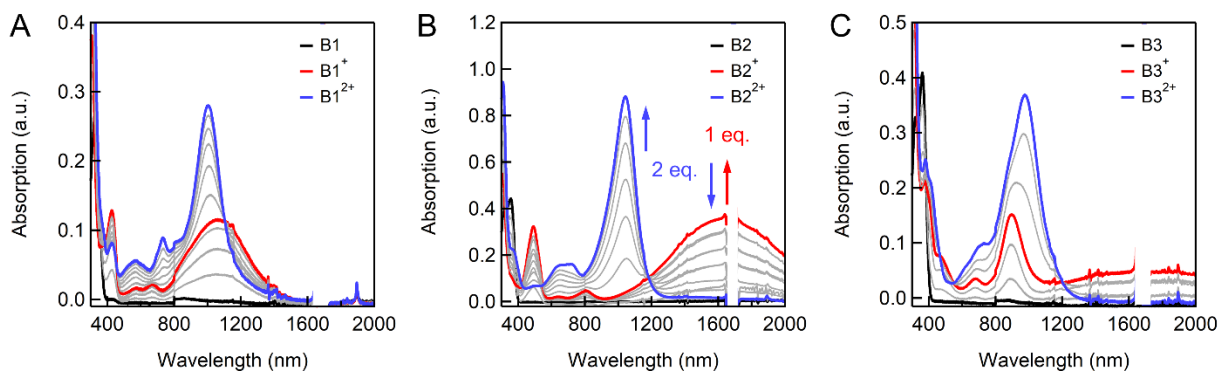 A
Absorption (a.u.)
0.4
0.3
0.2
0.1
0.0
B1
B1⁺
B1²⁺
400
800
1200
1600
2000
Wavelength (nm)
B
Absorption (a.u.)
1.2
1.0
0.8
0.6
0.4
0.2
0.0
B2
B2⁺
B2²⁺
1 eq.
2 eq.
400
800
1200
1600
2000
Wavelength (nm)
C
Absorption (a.u.)
0.5
0.4
0.3
0.2
0.1
0.0
B3
B3⁺
B3²⁺
400
800
1200
1600
2000
Wavelength (nm)